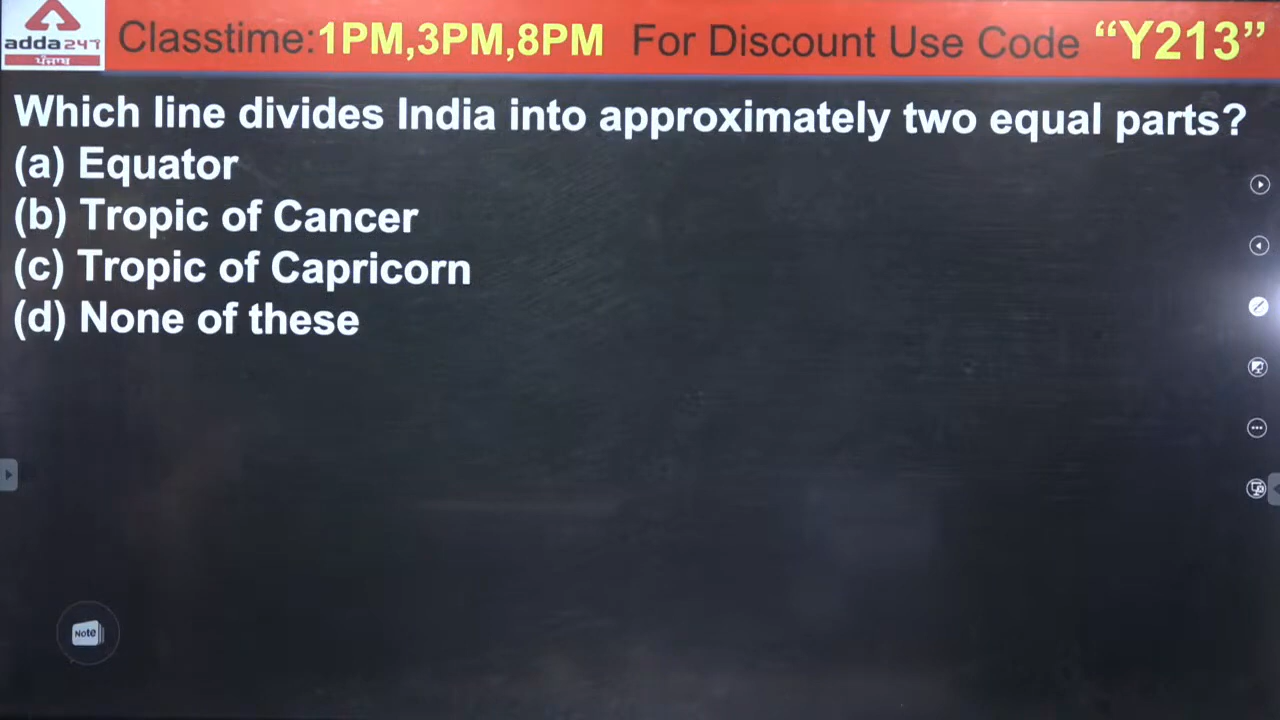 adda247
ਪੰਜਾਬ
Classtime:1PM,3PM,8PM For Discount Use Code “Y213”
Which line divides India into approximately two equal parts?
(a) Equator
(b) Tropic of Cancer
(c) Tropic of Capricorn
(d) None of these
Note